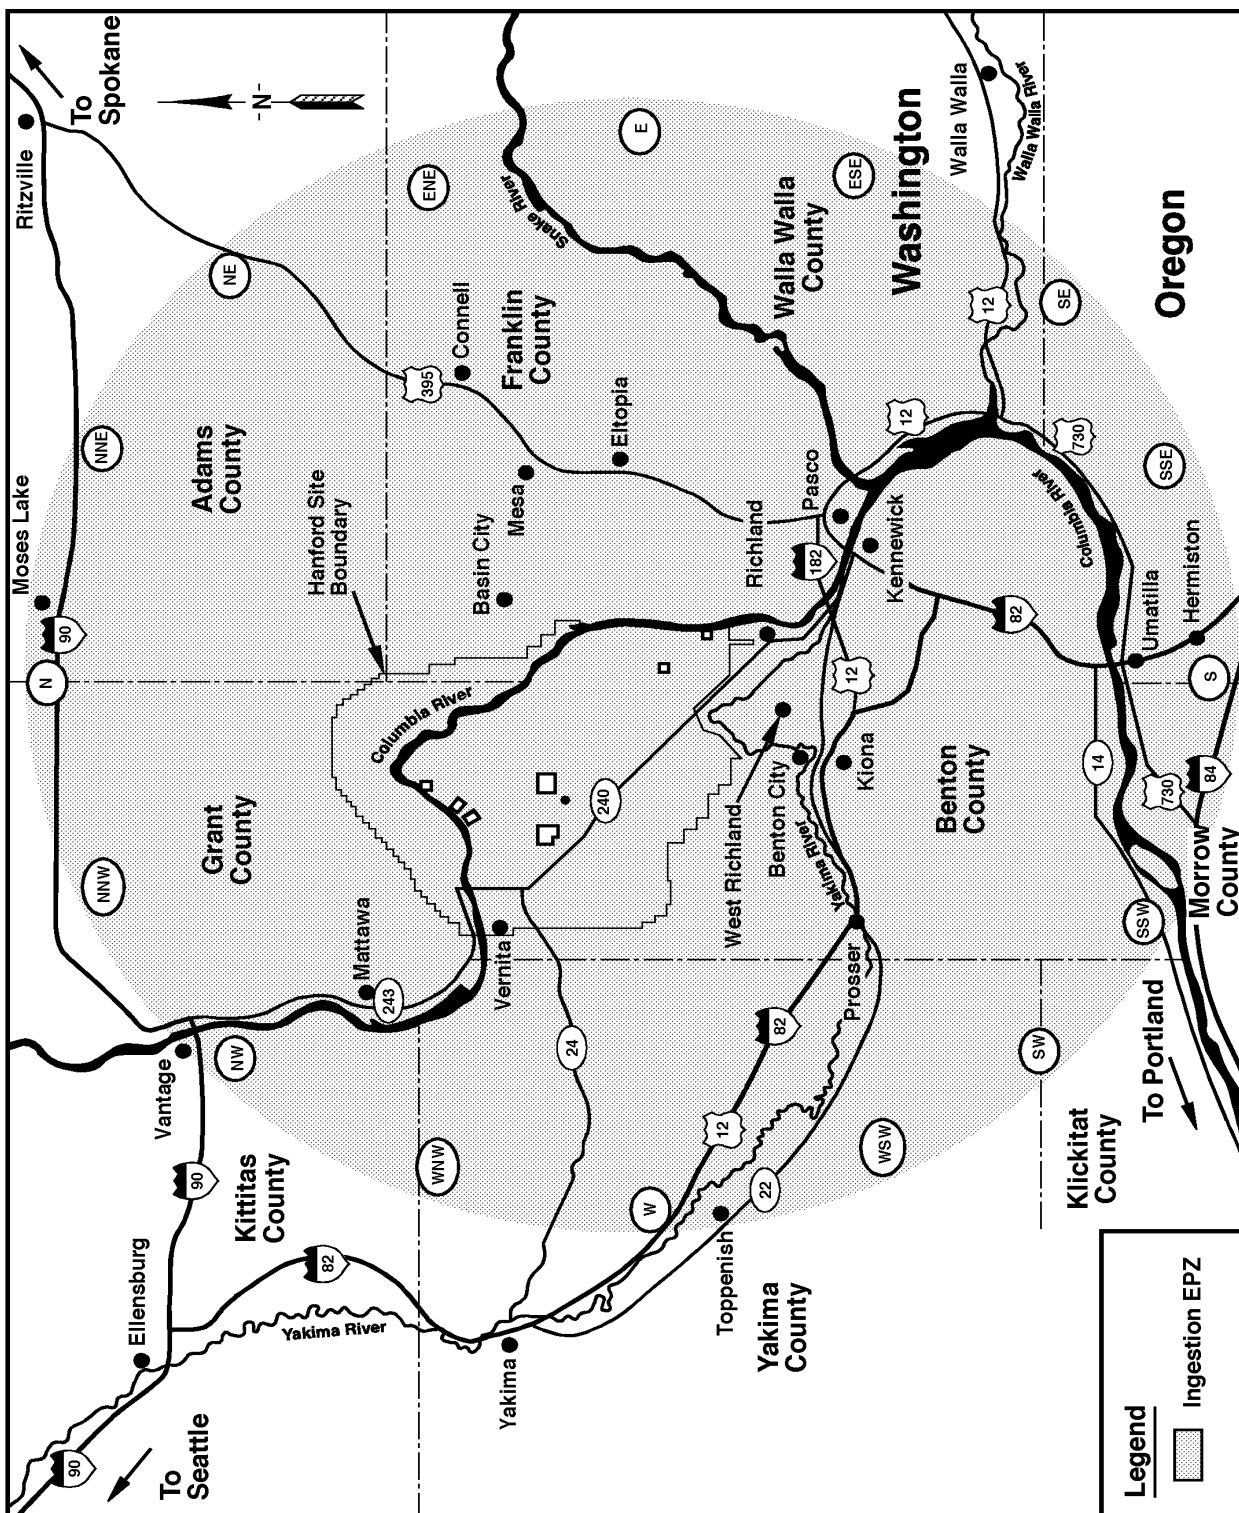 To
Seattle
90
Ellensburg
Yakima River
Kittitas
County
82
90
Vantage
NW
WNW
Yakima
Toppenish
Yakima
County
W
22
12
24
82
WSW
SW
Klickitat
County
To Portland
Legend
Ingestion EPZ
N
90
Moses Lake
NNW
NNE
NE
Ritzville
To
Spokane
-N-
Grant
County
Adams
County
Mattawa
243
Vernita
Columbia River
Hanford Site
Boundary
Basin City
Mesa
Eltopia
Connell
395
Franklin
County
ENE
E
ESE
Snake River
240
West Richland
Benton City
Yakima River
Prosser
Kiona
12
Richland
182
Pasco
Kennewick
12
Benton
County
82
Walla Walla
County
Washington
Walla Walla
Walla Walla River
12
SE
Oregon
730
Columbia River
SSE
Umatilla
Hermiston
S
14
730
84
SSW
Morrow
County